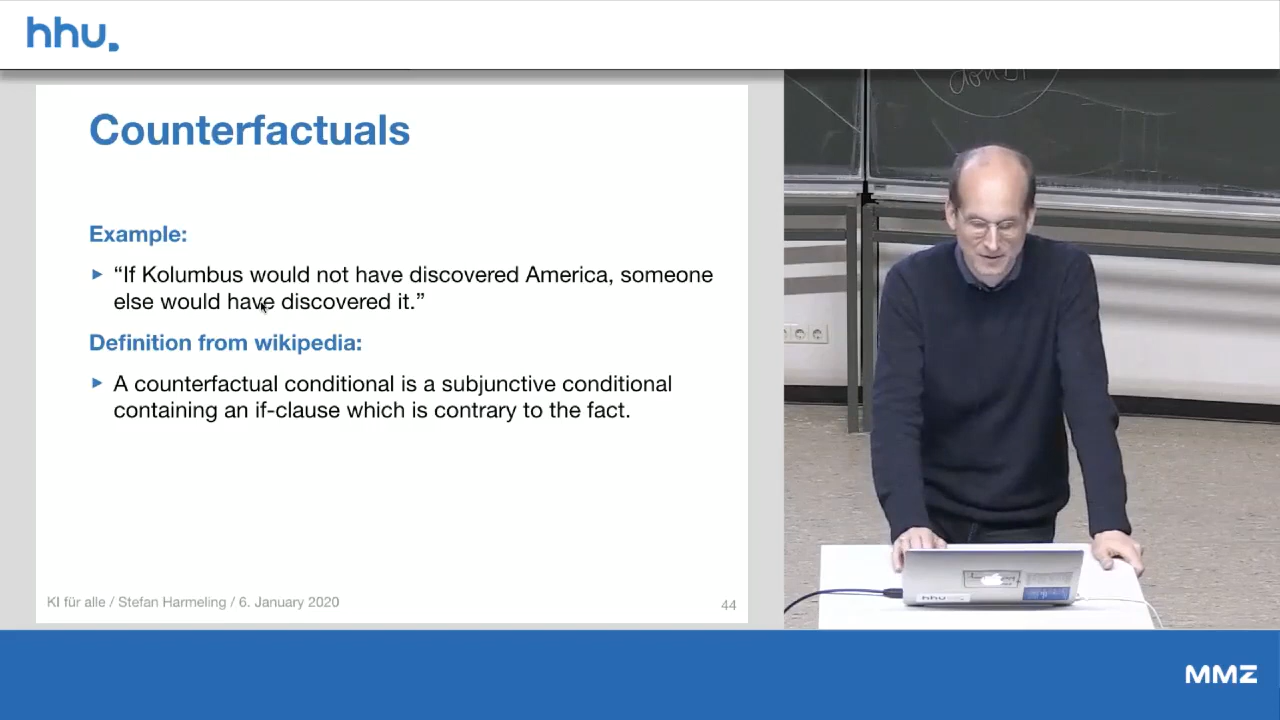 hhu.
Counterfactuals
Example:
“If Kolumbus would not have discovered America, someone
else would have discovered it.”
Definition from wikipedia:
A counterfactual conditional is a subjunctive conditional
containing an if-clause which is contrary to the fact.
KI für alle / Stefan Harmeling / 6. January 2020
44
hhu
MMZ